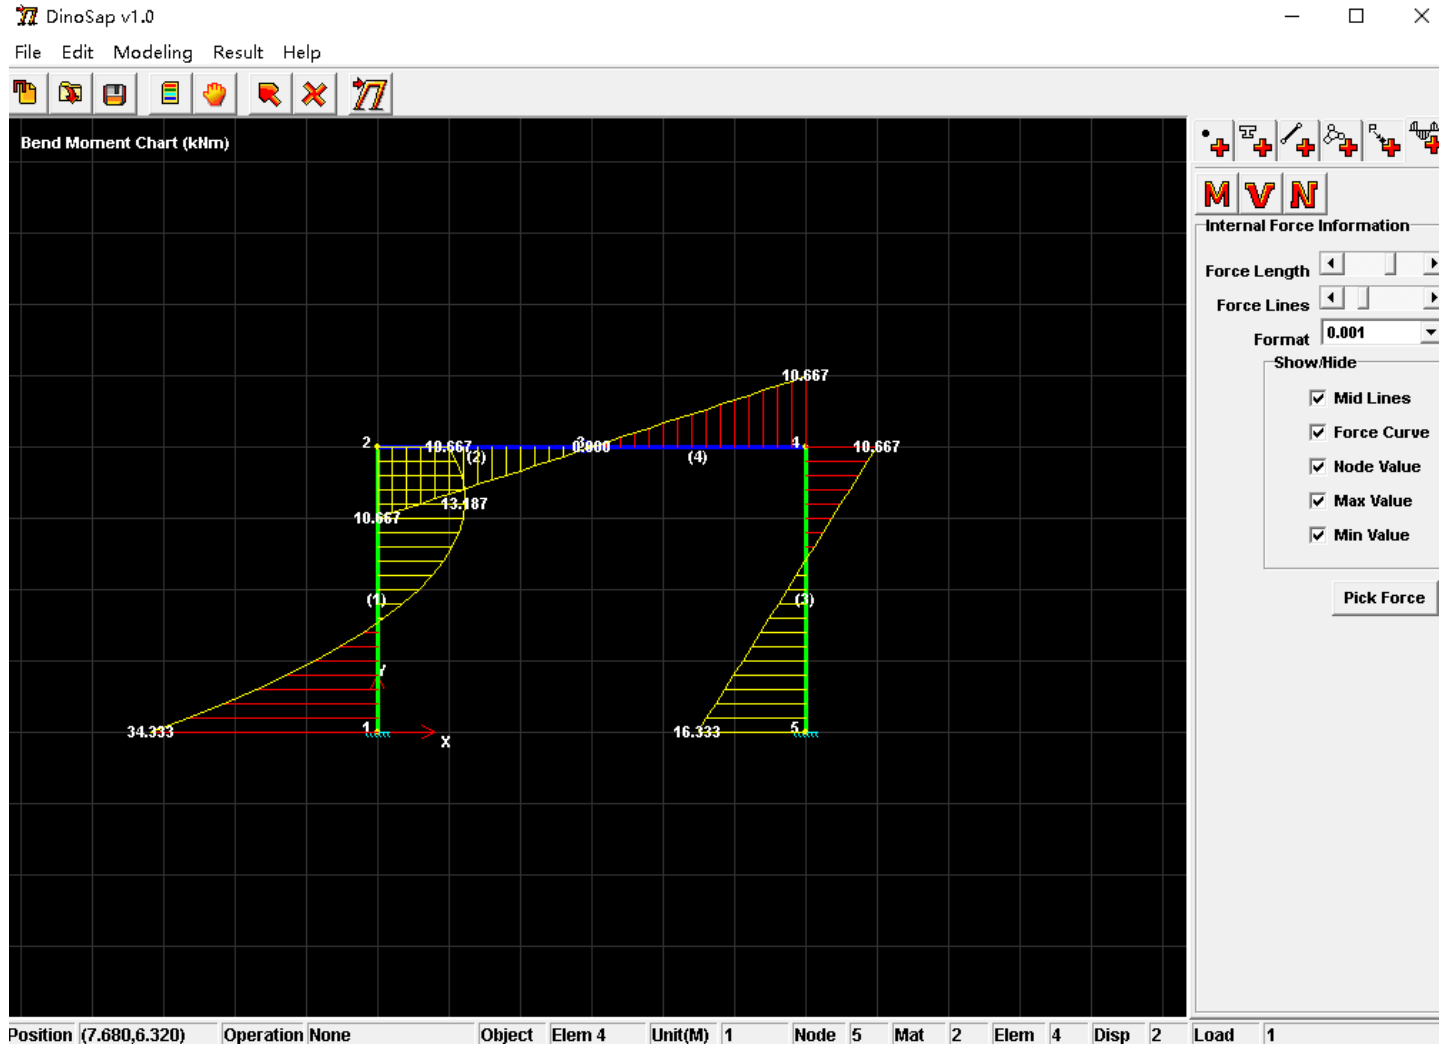 DinoSap v1.0
File Edit Modeling Result Help
Bend Moment Chart (kNm)
M V N
Internal Force Information
Force Length
Force Lines
Format 0.001
Show/Hide
Mid Lines
Force Curve
Node Value
Max Value
Min Value
Pick Force
10.667
2 10.667 3 0.000 4 10.667
(2) (4)
13.187
10.667
(1) (3)
Y
34.333 1 16.333 5
X
Position (7.680,6.320) Operation None Object Elem 4 Unit(M) 1 Node 5 Mat 2 Elem 4 Disp 2 Load 1